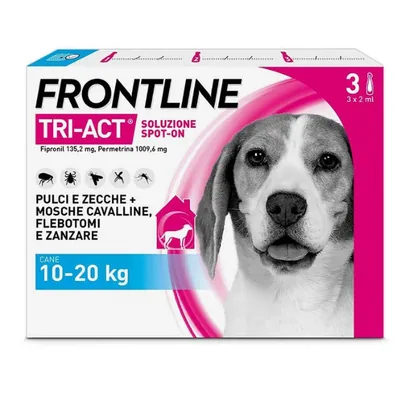 FRONTLINE
TRI-ACT®
SOLUZIONE
SPOT-ON
Fipronil 135,2 mg, Permetrina 1009,6 mg
3
3 x 2 ml
PULCI E ZECCHE +
MOSCHE CAVALLINE,
FLEBOTOMI
E ZANZARE
CANE
10-20 kg